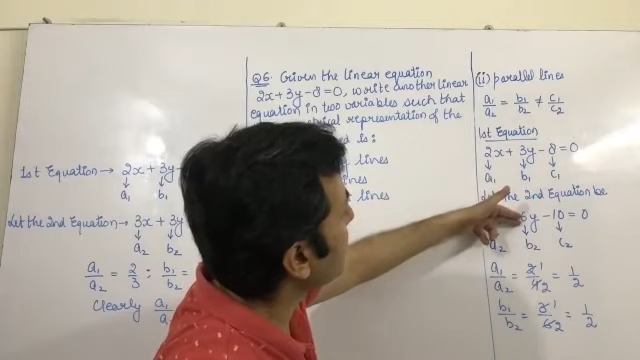 Q6. Given the linear equation
2x+3y-8=0, write another linear
equation in two variables such that
representation of the
is:
lines
lines
lines
1st Equation → 2x + 3y
↓ ↓
a₁ b₁
Let the 2nd Equation → 3x + 3y
↓ ↓
a₂ b₂
a₁/a₂ = 2/3 ; b₁/b₂ =
Clearly a₁/a
(ii) parallel lines
a₁/a₂ = b₁/b₂ ≠ c₁/c₂
1st Equation
2x + 3y - 8 = 0
↓ ↓ ↓
a₁ b₁ c₁
the 2nd Equation be
6y - 10 = 0
↓ ↓
a₂ b₂ c₂
a₁/a₂ = 2 1/4 2 = 1/2
b₁/b₂ = 3 1/6 2 = 1/2